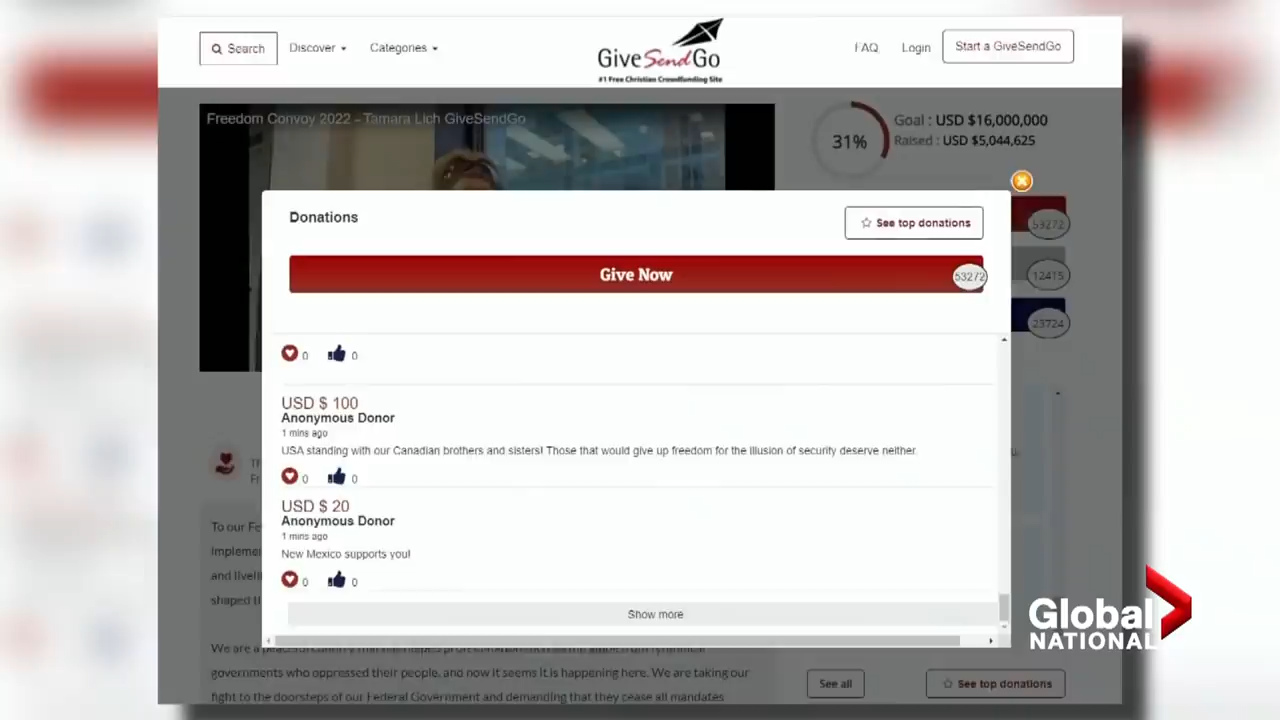 Search
Discover
Categories
GiveSendGo
#1 Free Christian Crowdfunding Site
FAQ
Login
Start a GiveSendGo
Freedom Convoy 2022 - Tamara Lich GiveSendGo
31%
Goal : USD $16,000,000
Raised : USD $5,044,625
53272
12415
23724
Donations
See top donations
Give Now
53272
0 0
USD $ 100
Anonymous Donor
1 mins ago
USA standing with our Canadian brothers and sisters! Those that would give up freedom for the illusion of security deserve neither.
0 0
USD $ 20
Anonymous Donor
1 mins ago
New Mexico supports you!
0 0
Show more
To our Fe
implemen
and liveli
shaped th
We are a peaceful country that has helped
governments who oppressed their people, and now it seems it is happening here. We are taking our
fight to the doorsteps of our Federal Government and demanding that they cease all mandates
See all
See top donations
Global
NATIONAL